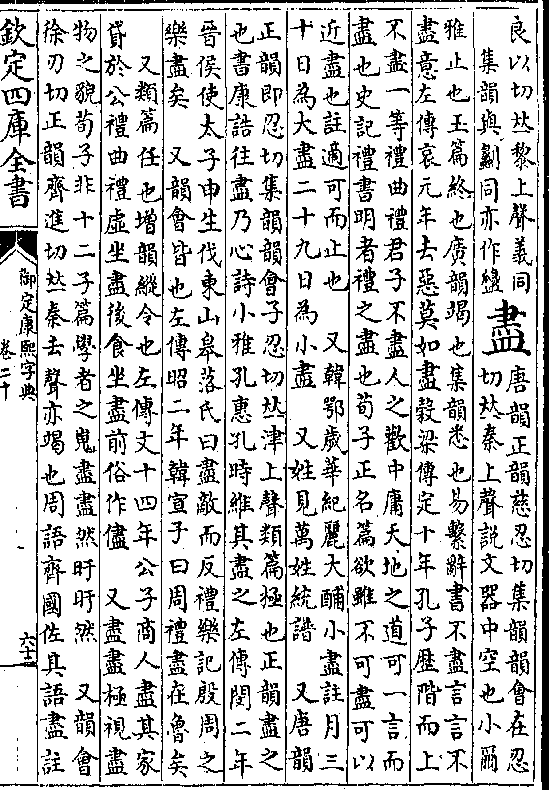 良以切𠀤黎上聲義同
集韻與劙同亦作盭
盡
唐韻正韻慈忍切集韻韻會在忍
切𠀤秦上聲說文器中空也小爾
雅止也玉篇終也廣韻竭也集韻悉也易繫辭書不盡言言不
盡意左傳哀元年去惡莫如盡穀梁傳定十年孔子歷階而上
不盡一等禮曲禮君子不盡人之歡中庸天地之道可一言而
盡也史記禮書明者禮之盡也荀子正名篇欲雖不可盡可以
近盡也註適可而止也 又韓鄂歲華紀麗大酺小盡註月三
十日為大盡二十九日為小盡 又姓見萬姓統譜 又唐韻
正韻即忍切集韻韻會子忍切𠀤津上聲類篇極也正韻盡之
也書康誥往盡乃心詩小雅孔惠孔時維其盡之左傳閔二年
晉侯使太子申生伐東山皋落氏曰盡敵而反禮樂記殷周之
樂盡矣 又韻會皆也左傳昭二年韓宣子曰周禮盡在魯矣
又類篇任也增韻縱令也左傳文十四年公子商人盡其家
貸於公禮曲禮虛坐盡後食坐盡前俗作儘 又盡盡極視盡
物之貌荀子非十二子篇學者之嵬盡盡然盱盱然 又韻會
徐刃切正韻齊進切𠀤秦去聲亦竭也周語齊國佐其語盡註
欽定四庫全書
御定康熙字典
卷二十
六十三